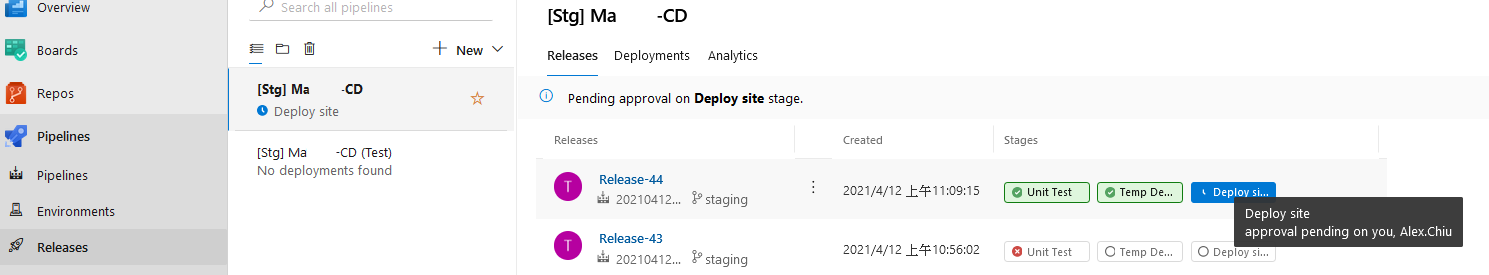 Overview
Boards
Repos
Pipelines
Pipelines
Environments
Releases
Search all pipelines
New
[Stg] Ma -CD
Deploy site
[Stg] Ma -CD (Test)
No deployments found
[Stg] Ma -CD
Releases Deployments Analytics
Pending approval on Deploy site stage.
Releases Created Stages
T Release-44 2021/4/12 上午11:09:15 Unit Test Temp De... Deploy si...
20210412... staging
Deploy site
approval pending on you, Alex.Chiu
T Release-43 2021/4/12 上午10:56:02 Unit Test Temp De... Deploy si...
20210412... staging